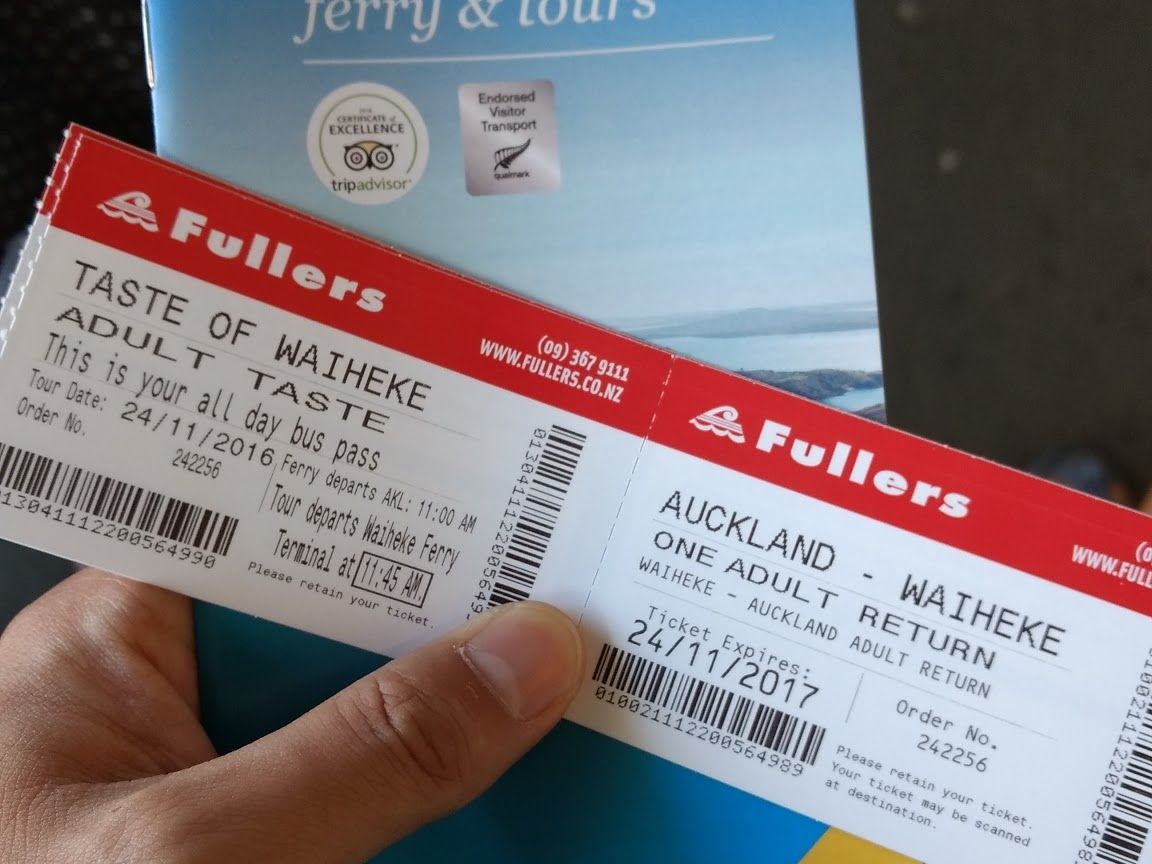 ferry & tours
CERTIFICATE of
EXCELLENCE
tripadvisor
Endorsed
Visitor
Transport
qualmark
Fullers
(09) 367 9111
WWW.FULLERS.CO.NZ
TASTE OF WAIHEKE
ADULT TASTE
This is your all day bus pass
Tour Date: 24/11/2016
Order No. 242256
Ferry departs AKL: 11:00 AM
Tour departs Waiheke Ferry
Terminal at 11:45 AM.
Please retain your ticket.
01304111220056499
Fullers
WWW.FULL
AUCKLAND - WAIHEKE
ONE ADULT RETURN
WAIHEKE - AUCKLAND ADULT RETURN
Ticket Expires:
24/11/2017
Order No.
242256
010021112200564989
Please retain your ticket.
Your ticket may be scanned
at destination.